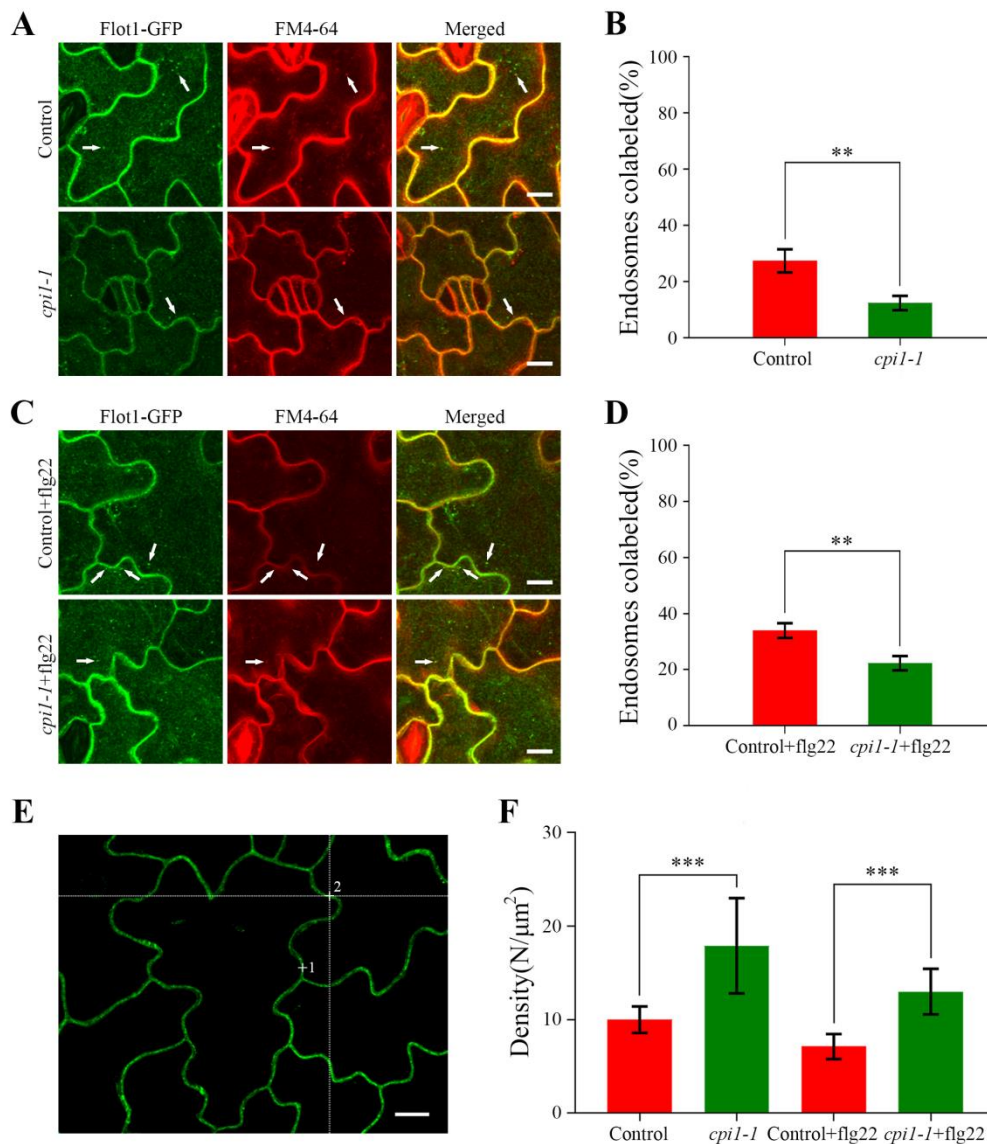 A
Flot1-GFP
FM4-64
Merged
Control
cpi1-1
B
Endosomes colabeled(%)
100
80
60
40
20
0
**
Control
cpi1-1
C
Flot1-GFP
FM4-64
Merged
Control+flg22
cpi1-1+flg22
D
Endosomes colabeled(%)
100
80
60
40
20
0
**
Control+flg22
cpi1-1+flg22
E
2
+1
F
Density(N/μm²)
30
20
10
0
***
***
Control
cpi1-1
Control+flg22
cpi1-1+flg22